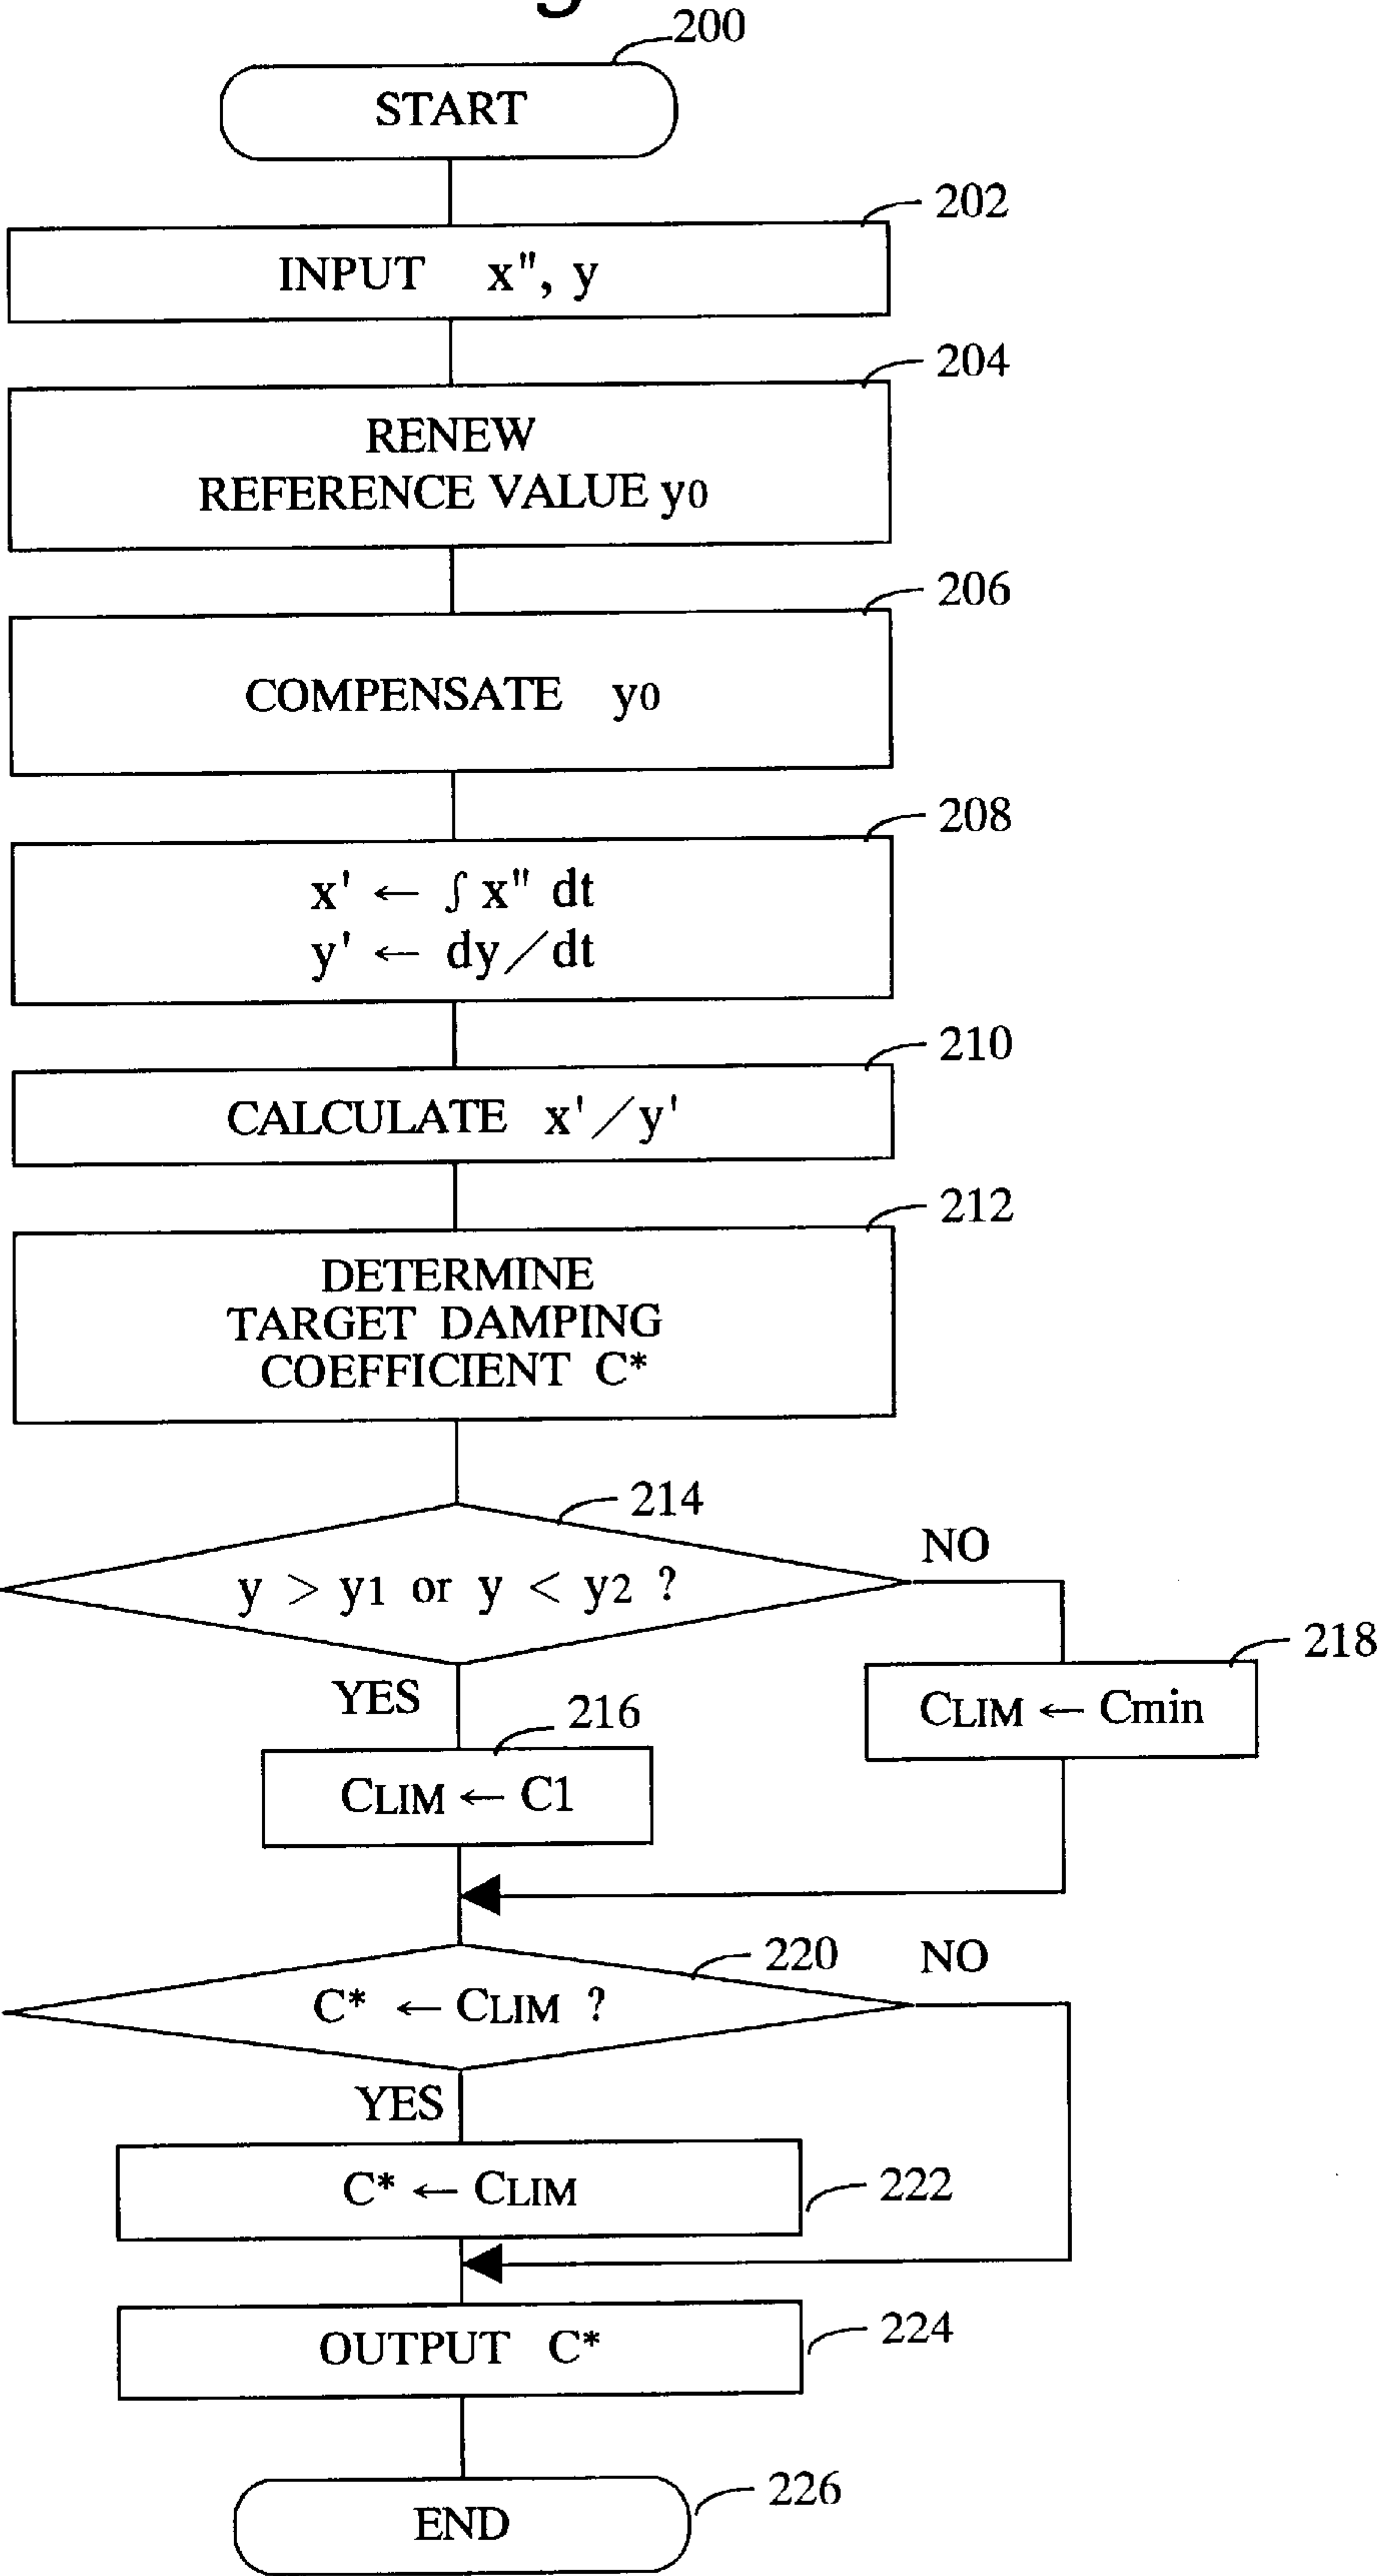 200
START
202
INPUT x", y
204
RENEW
REFERENCE VALUE y0
206
COMPENSATE y0
208
x' ← ∫ x" dt
y' ← dy/dt
210
CALCULATE x'/y'
212
DETERMINE
TARGET DAMPING
COEFFICIENT C*
214
NO
y > y1 or y < y2 ?
218
YES
CLIM ← Cmin
216
CLIM ← C1
220
NO
C* ← CLIM ?
YES
C* ← CLIM
222
OUTPUT C*
224
END
226